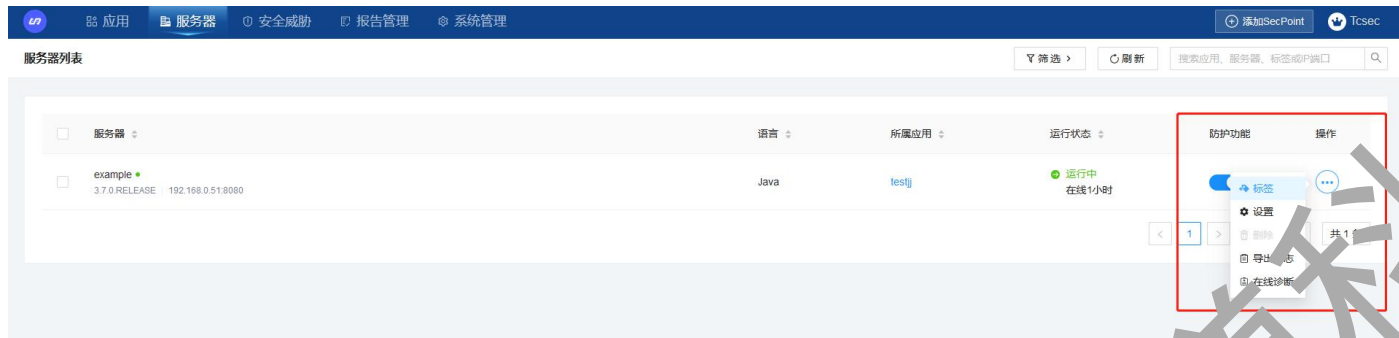 应用 服务器 安全威胁 报告管理 系统管理 添加SecPoint Tcsec
服务器列表 筛选 刷新 搜索应用、服务器、标签或IP端口
服务器 语言 所属应用 运行状态 防护功能 操作
example Java testjj 运行中
3.7.0.RELEASE 192.168.0.51:8080 在线1小时
标签
设置
< 1 > 删除 共 1
导出
在线诊断